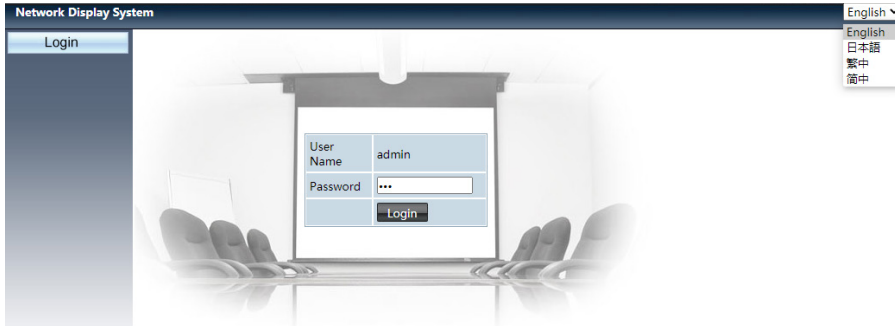 Network Display System
English
English
日本語
繁中
简中
Login
User
Name
admin
Password
•••
Login